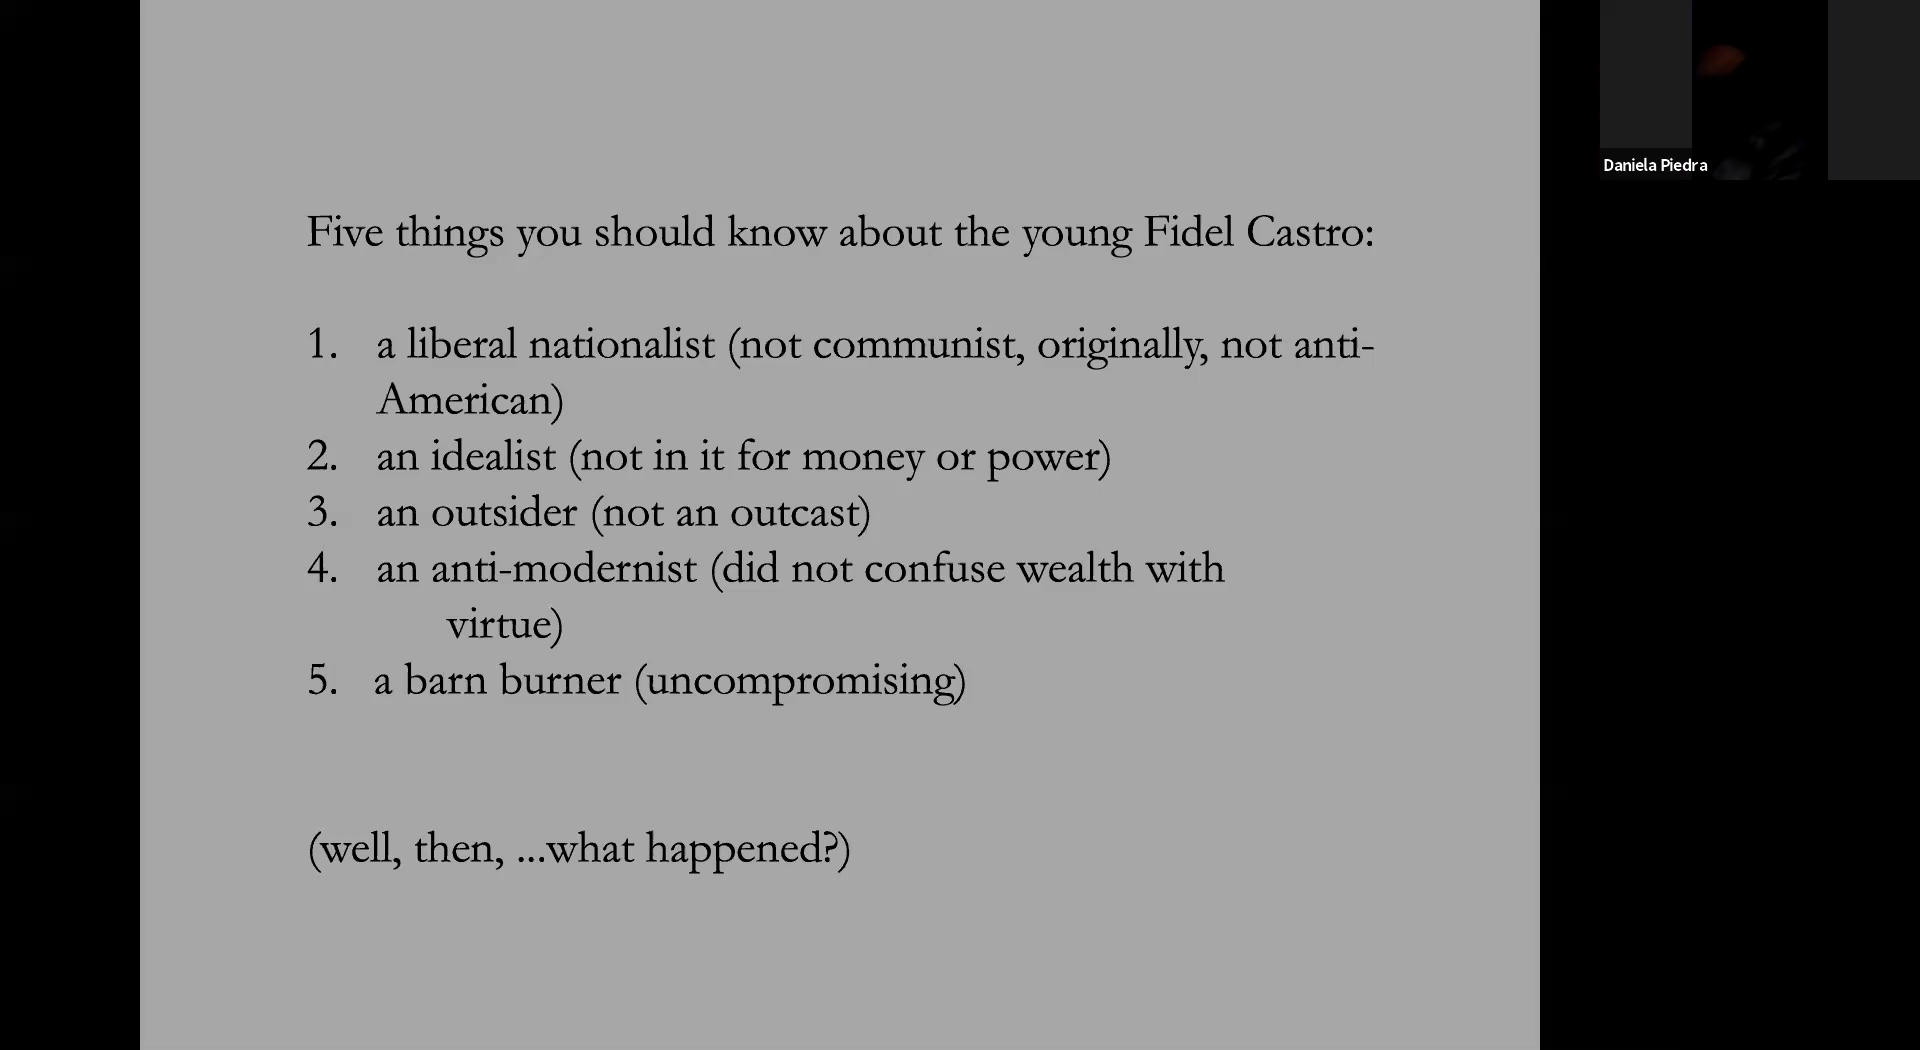 Five things you should know about the young Fidel Castro:
1. a liberal nationalist (not communist, originally, not anti-
American)
2. an idealist (not in it for money or power)
3. an outsider (not an outcast)
4. an anti-modernist (did not confuse wealth with
virtue)
5. a barn burner (uncompromising)
(well, then, ...what happened?)
Daniela Piedra